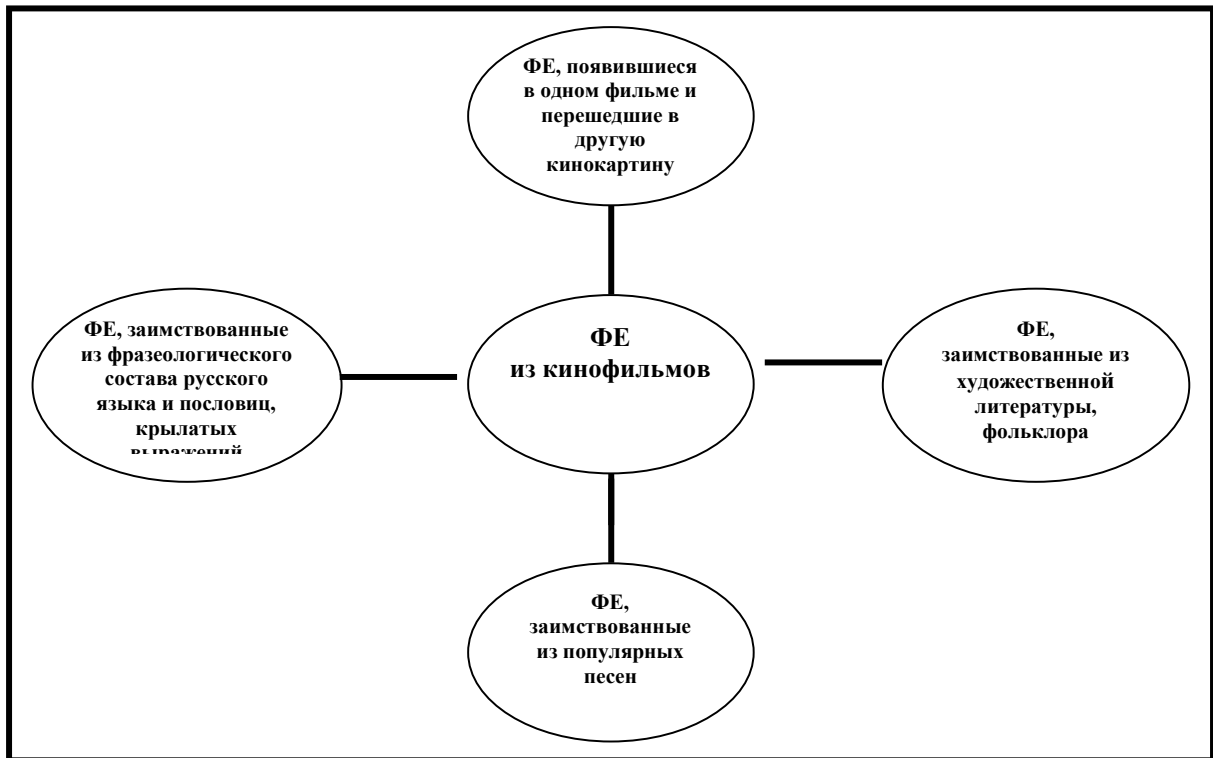 ФЕ, появившиеся
в одном фильме и
перешедшие в
другую
кинокартину
ФЕ, заимствованные
из фразеологического
состава русского
языка и пословиц,
крылатых
выражений
ФЕ
из кинофильмов
ФЕ,
заимствованные из
художественной
литературы,
фольклора
ФЕ,
заимствованные
из популярных
песен